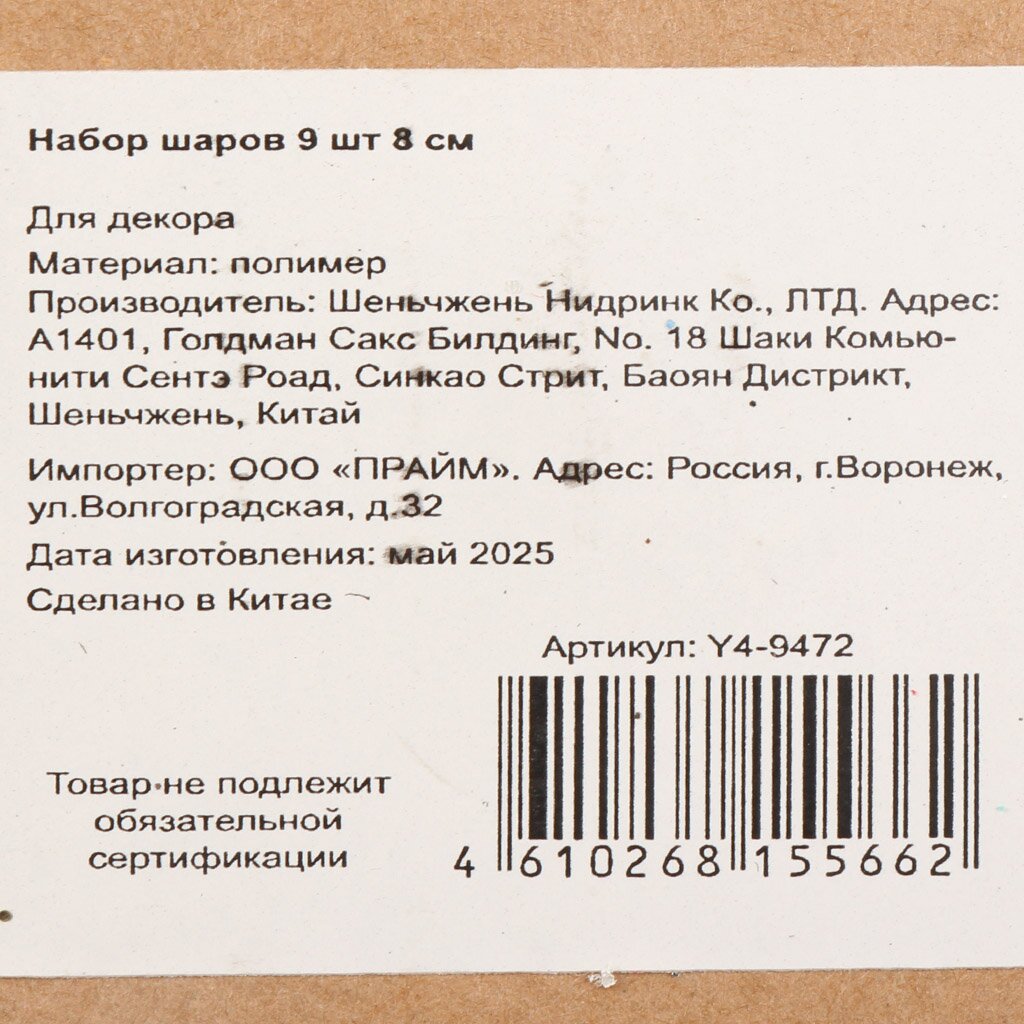 Набор шаров 9 шт 8 см
Для декора
Материал: полимер
Производитель: Шеньчжень Нидринк Ко., ЛТД. Адрес:
А1401, Голдман Сакс Билдинг, No. 18 Шаки Комью-
нити Сентэ Роад, Синкао Стрит, Баоян Дистрикт,
Шеньчжень, Китай
Импортер: ООО «ПРАЙМ». Адрес: Россия, г.Воронеж,
ул.Волгоградская, д.32
Дата изготовления: май 2025
Сделано в Китае
Артикул: Y4-9472
Товар не подлежит
обязательной
сертификации
4 610268 155662